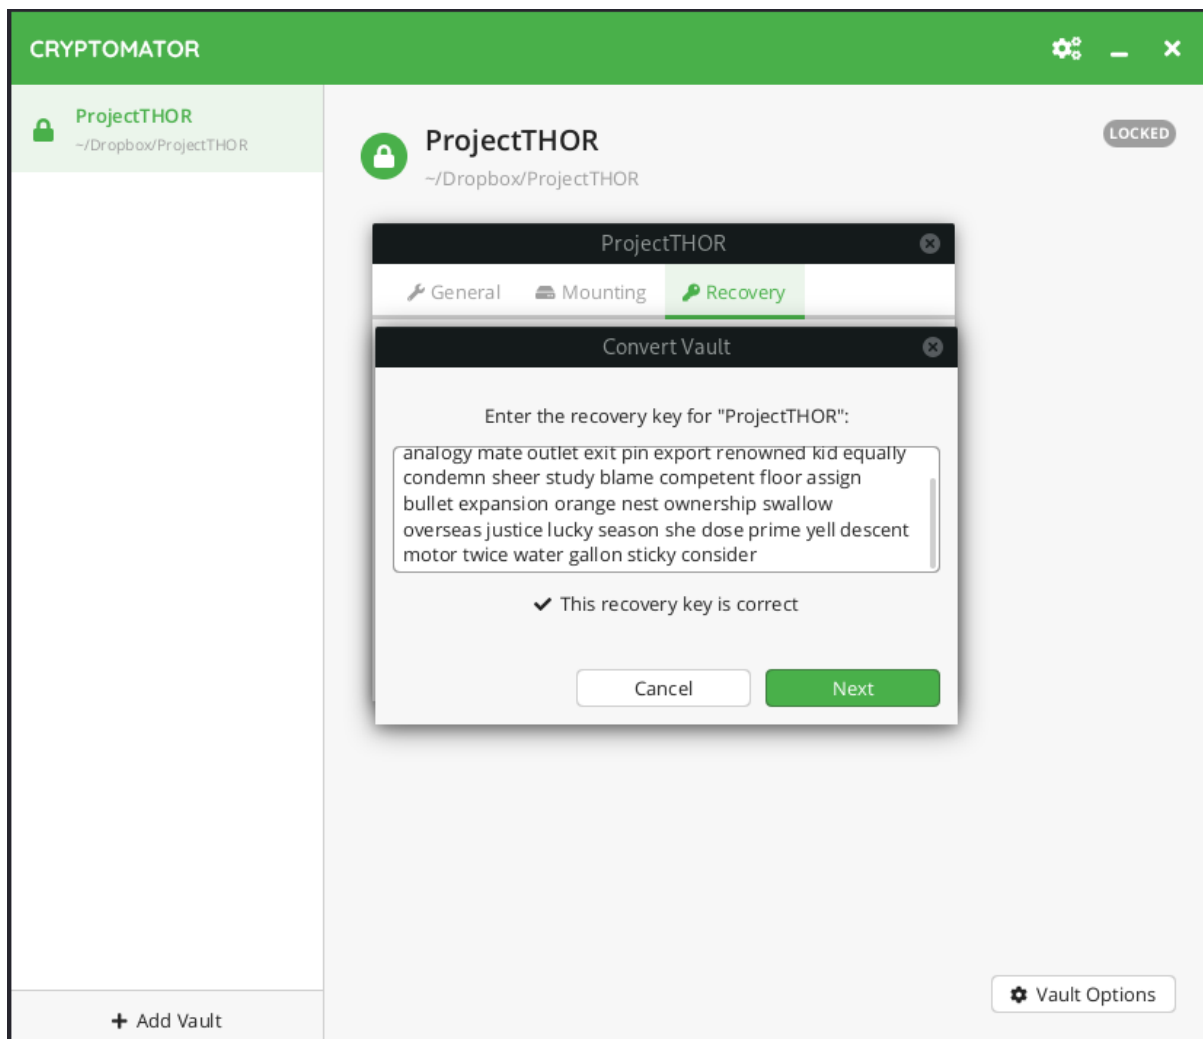 CRYPTOMATOR
ProjectTHOR
~/Dropbox/ProjectTHOR
ProjectTHOR
~/Dropbox/ProjectTHOR
LOCKED
ProjectTHOR
General
Mounting
Recovery
Convert Vault
Enter the recovery key for "ProjectTHOR":
analogy mate outlet exit pin export renowned kid equally
condemn sheer study blame competent floor assign
bullet expansion orange nest ownership swallow
overseas justice lucky season she dose prime yell descent
motor twice water gallon sticky consider
This recovery key is correct
Cancel
Next
Vault Options
Add Vault